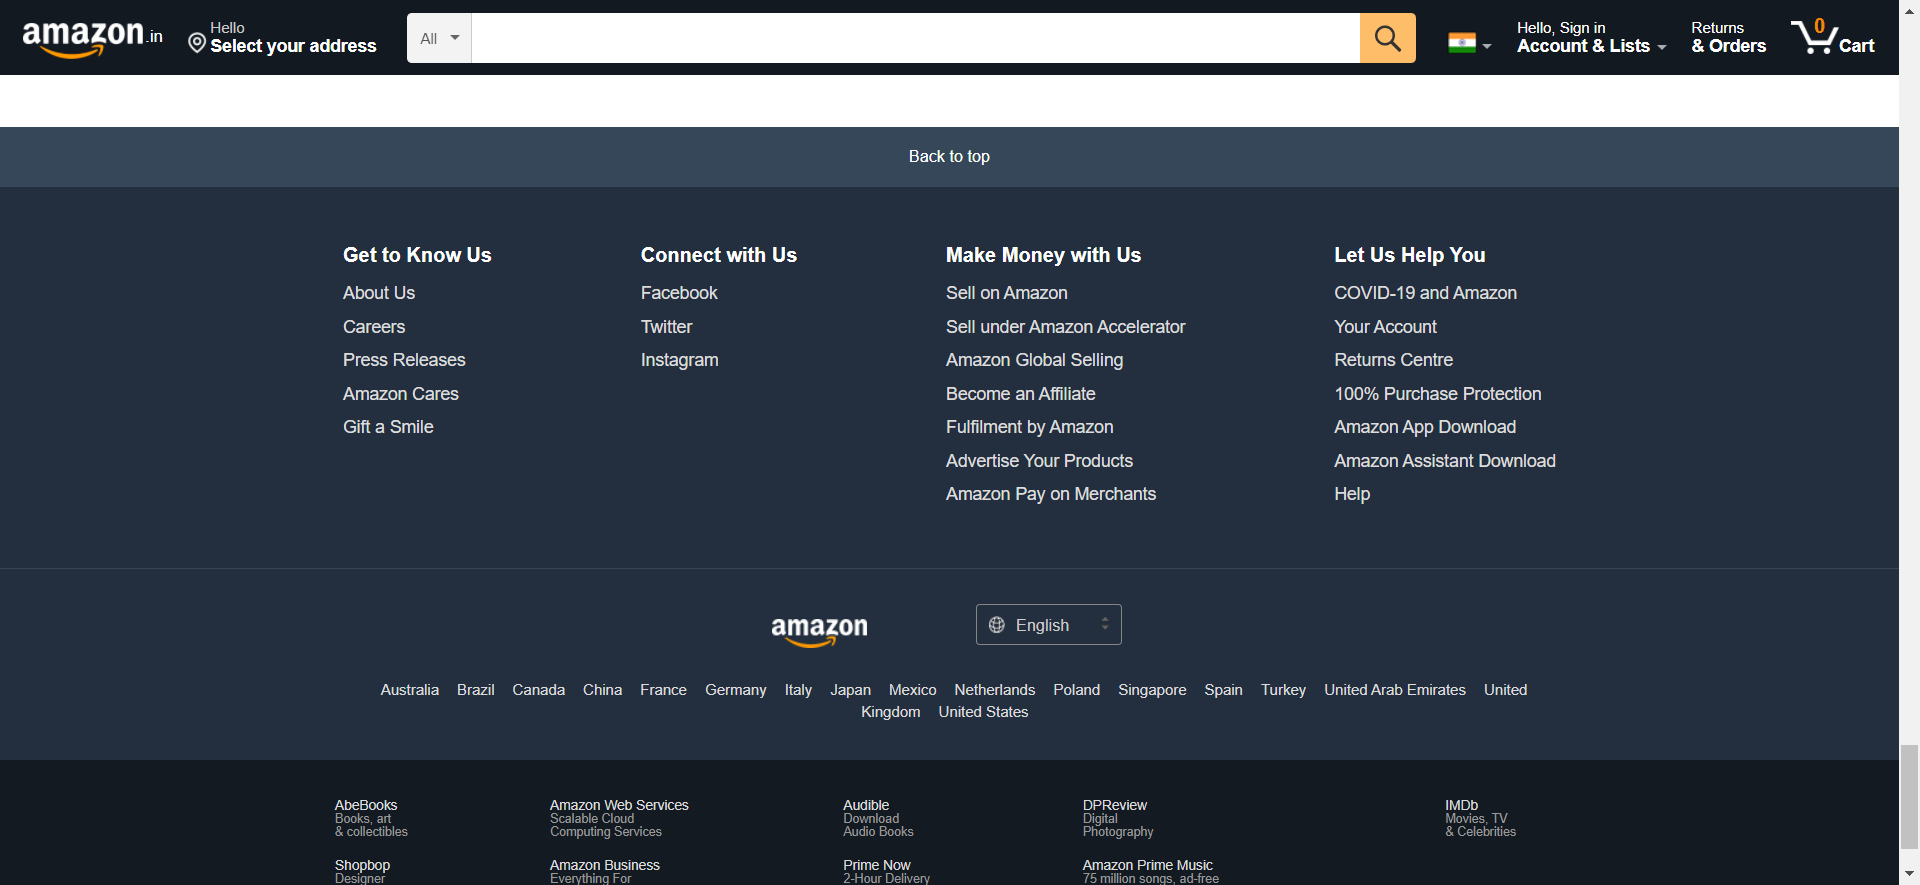 amazon.in
Hello
Select your address
All
Hello, Sign in
Account & Lists
Returns
& Orders
0
Cart
Back to top
Get to Know Us
About Us
Careers
Press Releases
Amazon Cares
Gift a Smile
Connect with Us
Facebook
Twitter
Instagram
Make Money with Us
Sell on Amazon
Sell under Amazon Accelerator
Amazon Global Selling
Become an Affiliate
Fulfilment by Amazon
Advertise Your Products
Amazon Pay on Merchants
Let Us Help You
COVID-19 and Amazon
Your Account
Returns Centre
100% Purchase Protection
Amazon App Download
Amazon Assistant Download
Help
amazon
English
Australia Brazil Canada China France Germany Italy Japan Mexico Netherlands Poland Singapore Spain Turkey United Arab Emirates United
Kingdom United States
AbeBooks
Books, art
& collectibles
Amazon Web Services
Scalable Cloud
Computing Services
Audible
Download
Audio Books
DPReview
Digital
Photography
IMDb
Movies, TV
& Celebrities
Shopbop
Designer
Amazon Business
Everything For
Prime Now
2-Hour Delivery
Amazon Prime Music
75 million songs, ad-free